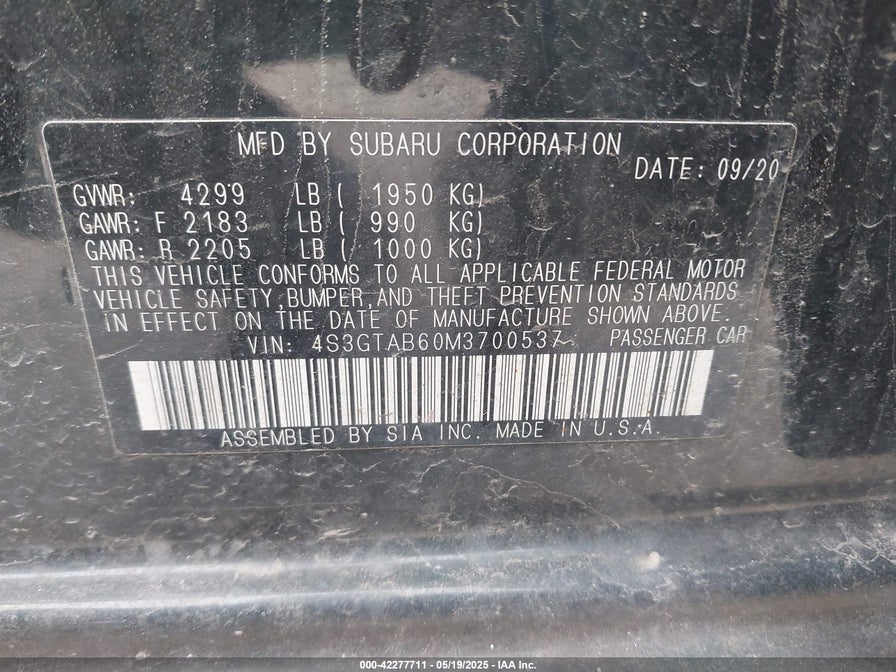 MFD BY SUBARU CORPORATION
DATE: 09/20
GVWR: 4299 LB ( 1950 KG)
GAWR: F 2183 LB ( 990 KG)
GAWR: R 2205 LB ( 1000 KG)
THIS VEHICLE CONFORMS TO ALL APPLICABLE FEDERAL MOTOR
VEHICLE SAFETY,BUMPER,AND THEFT PREVENTION STANDARDS
IN EFFECT ON THE DATE OF MANUFACTURE SHOWN ABOVE.
VIN: 4S3GTAB60M3700537 PASSENGER CAR
ASSEMBLED BY SIA INC. MADE IN U.S.A.
000-42277711 - 05/19/2025 - IAA Inc.